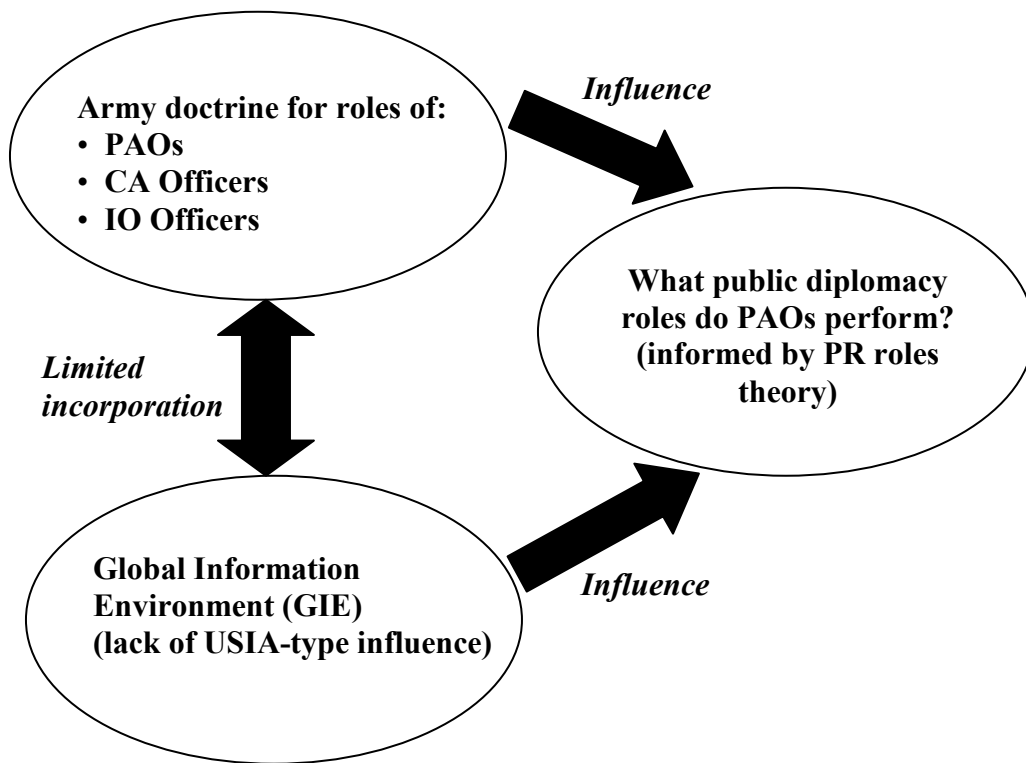 Army doctrine for roles of:
• PAOs
• CA Officers
• IO Officers
Influence
What public diplomacy
roles do PAOs perform?
(informed by PR roles
theory)
Limited
incorporation
Global Information
Environment (GIE)
(lack of USIA-type influence)
Influence